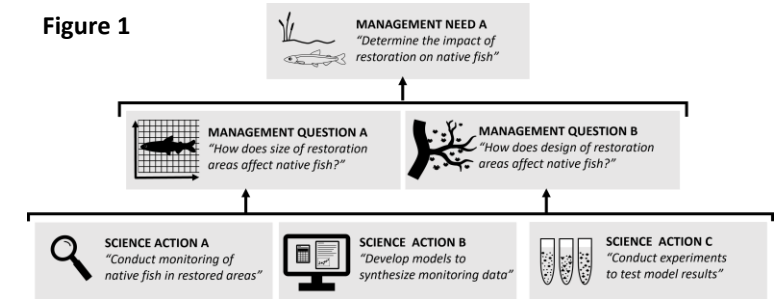 Figure 1
MANAGEMENT NEED A
“Determine the impact of
restoration on native fish”
MANAGEMENT QUESTION A
“How does size of restoration
areas affect native fish?”
MANAGEMENT QUESTION B
“How does design of restoration
areas affect native fish?”
SCIENCE ACTION A
“Conduct monitoring of
native fish in restored areas”
SCIENCE ACTION B
“Develop models to
synthesize monitoring data”
SCIENCE ACTION C
“Conduct experiments
to test model results”